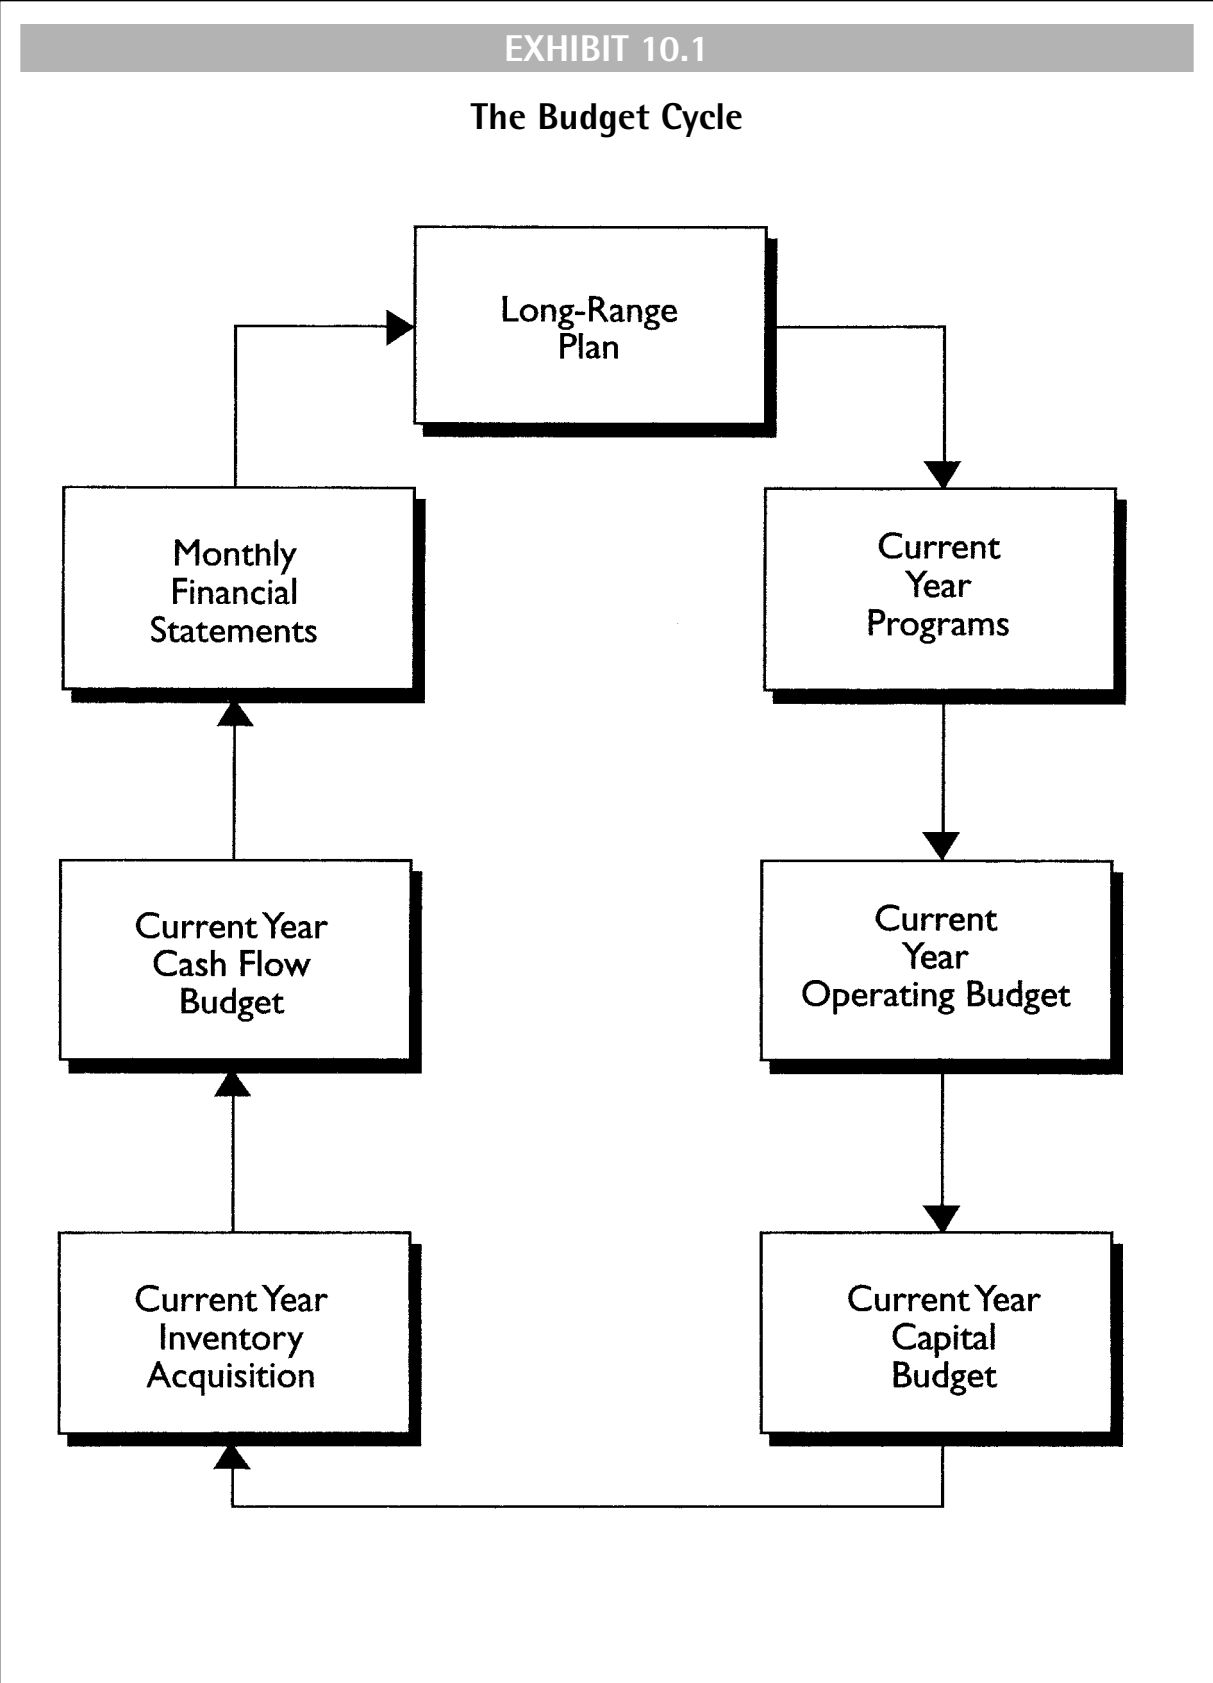 EXHIBIT 10.1
The Budget Cycle
Long-Range
Plan
Monthly
Financial
Statements
Current
Year
Programs
Current Year
Cash Flow
Budget
Current
Year
Operating Budget
Current Year
Inventory
Acquisition
Current Year
Capital
Budget